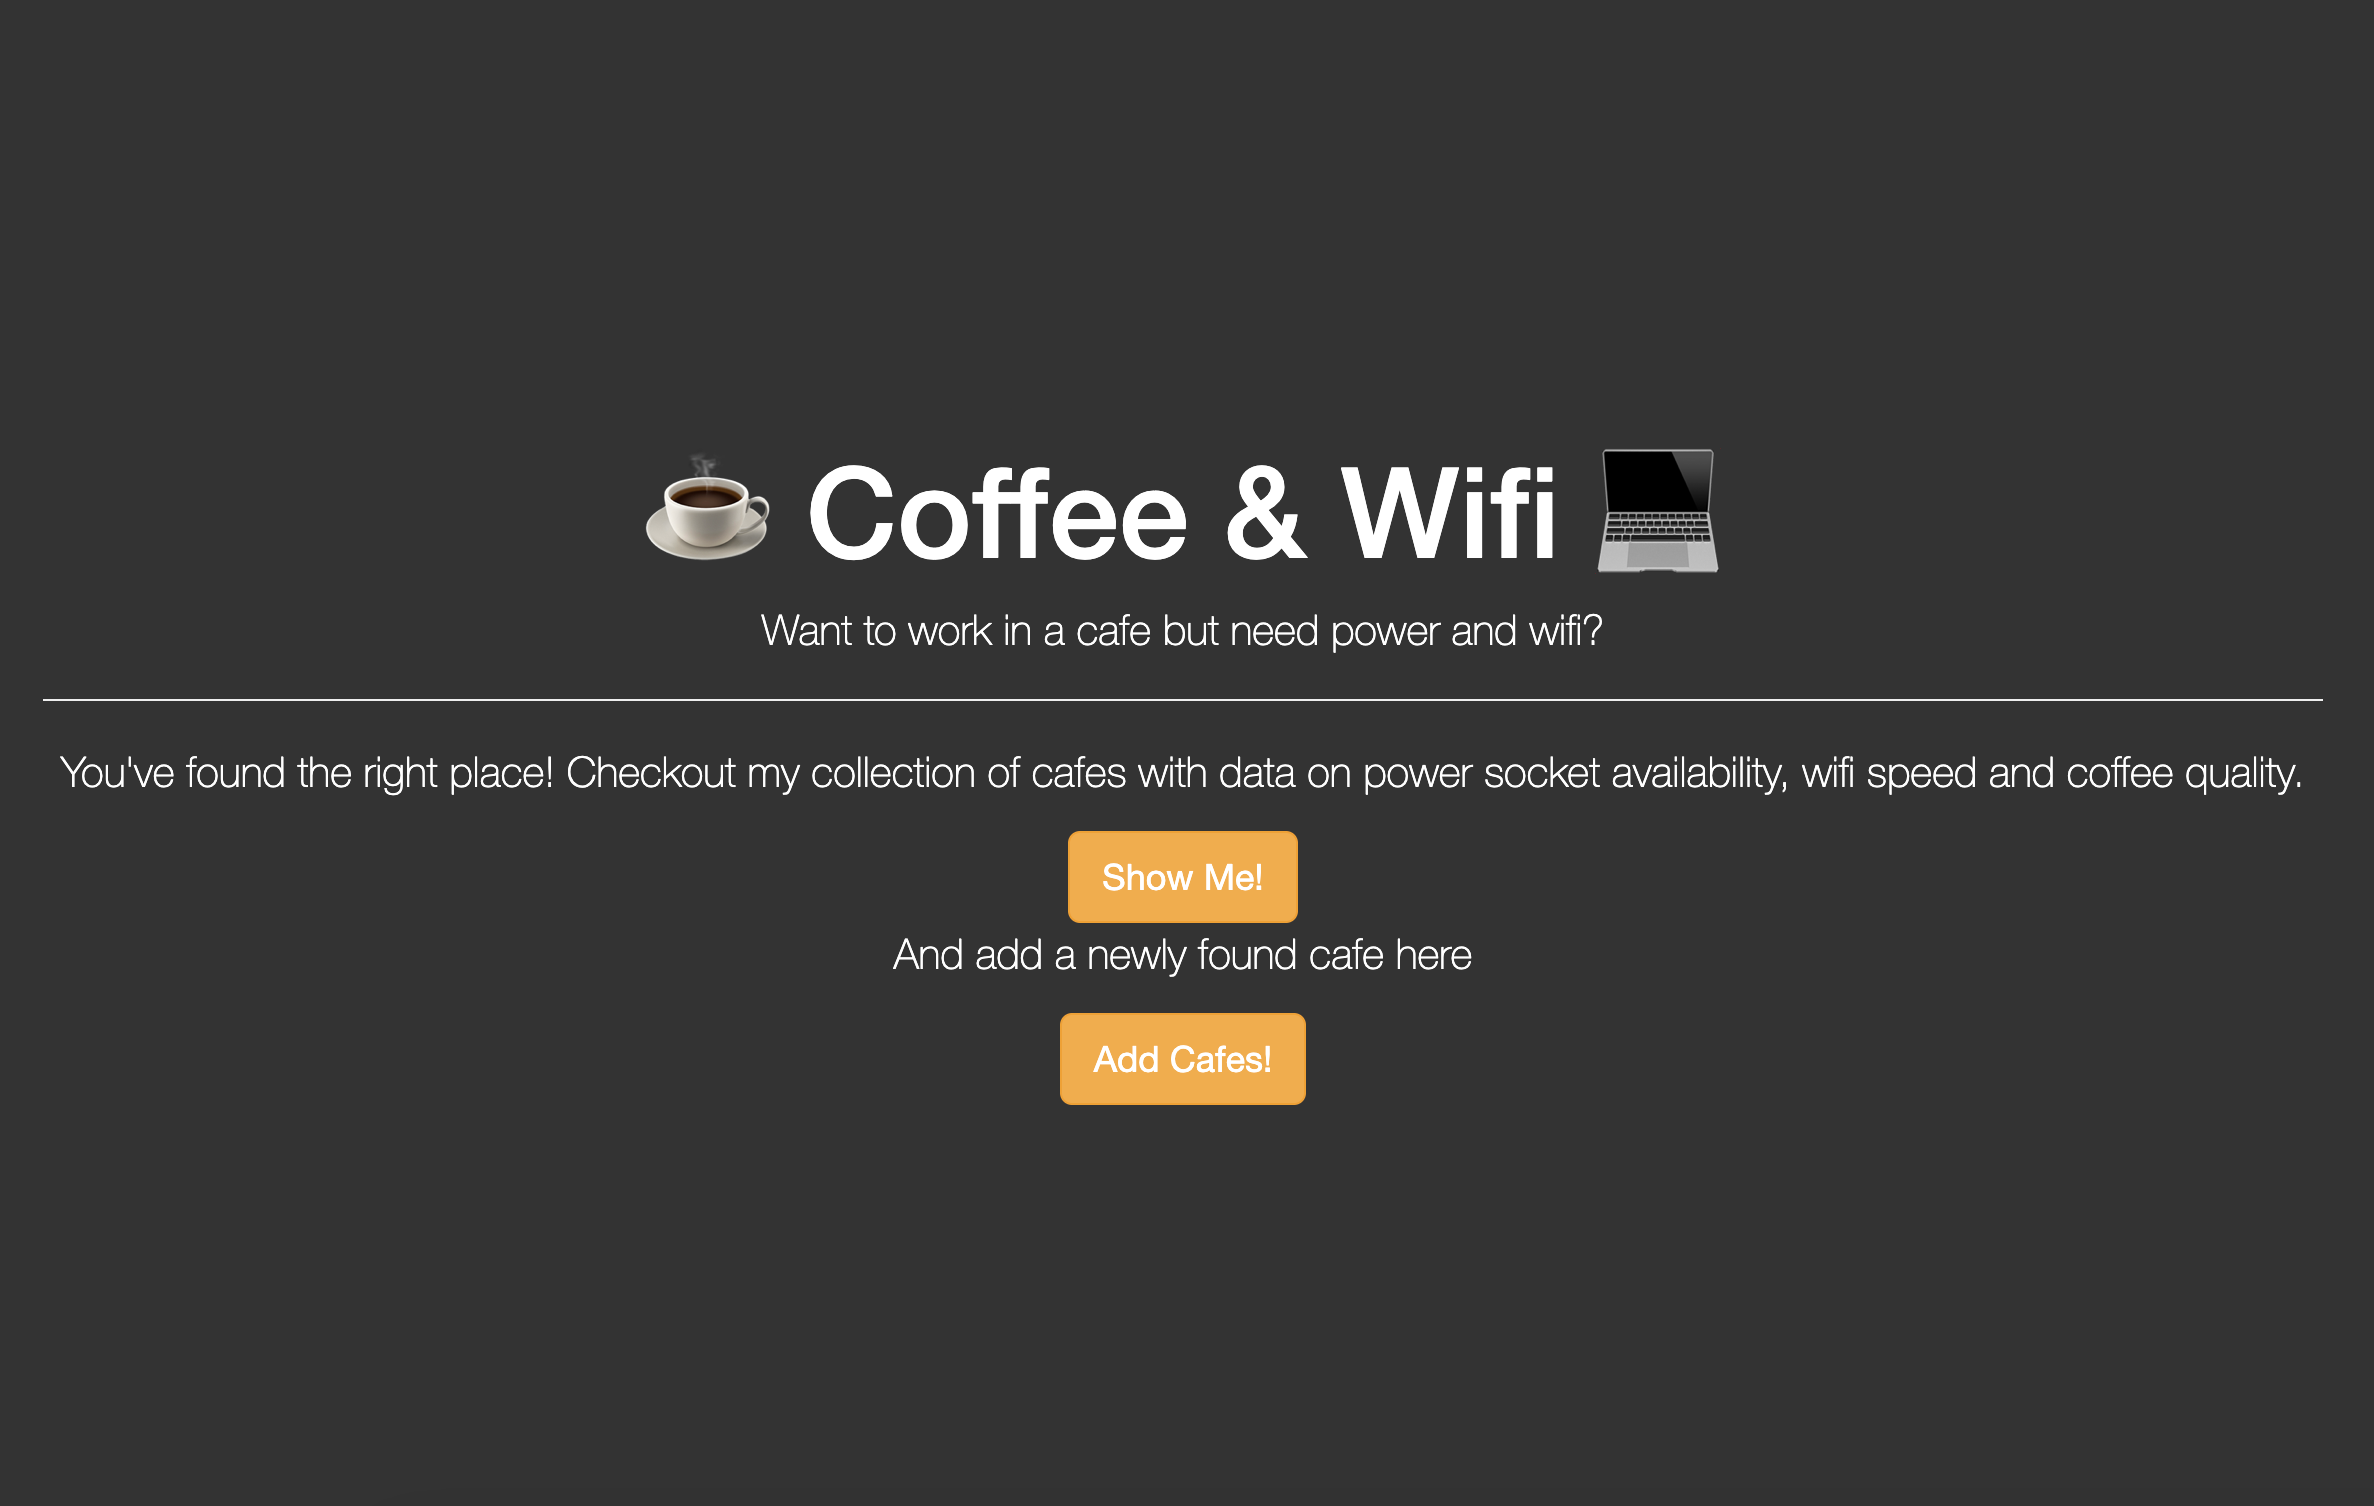 ☕ Coffee & Wifi 💻
Want to work in a cafe but need power and wifi?
You've found the right place! Checkout my collection of cafes with data on power socket availability, wifi speed and coffee quality.
Show Me!
And add a newly found cafe here
Add Cafes!